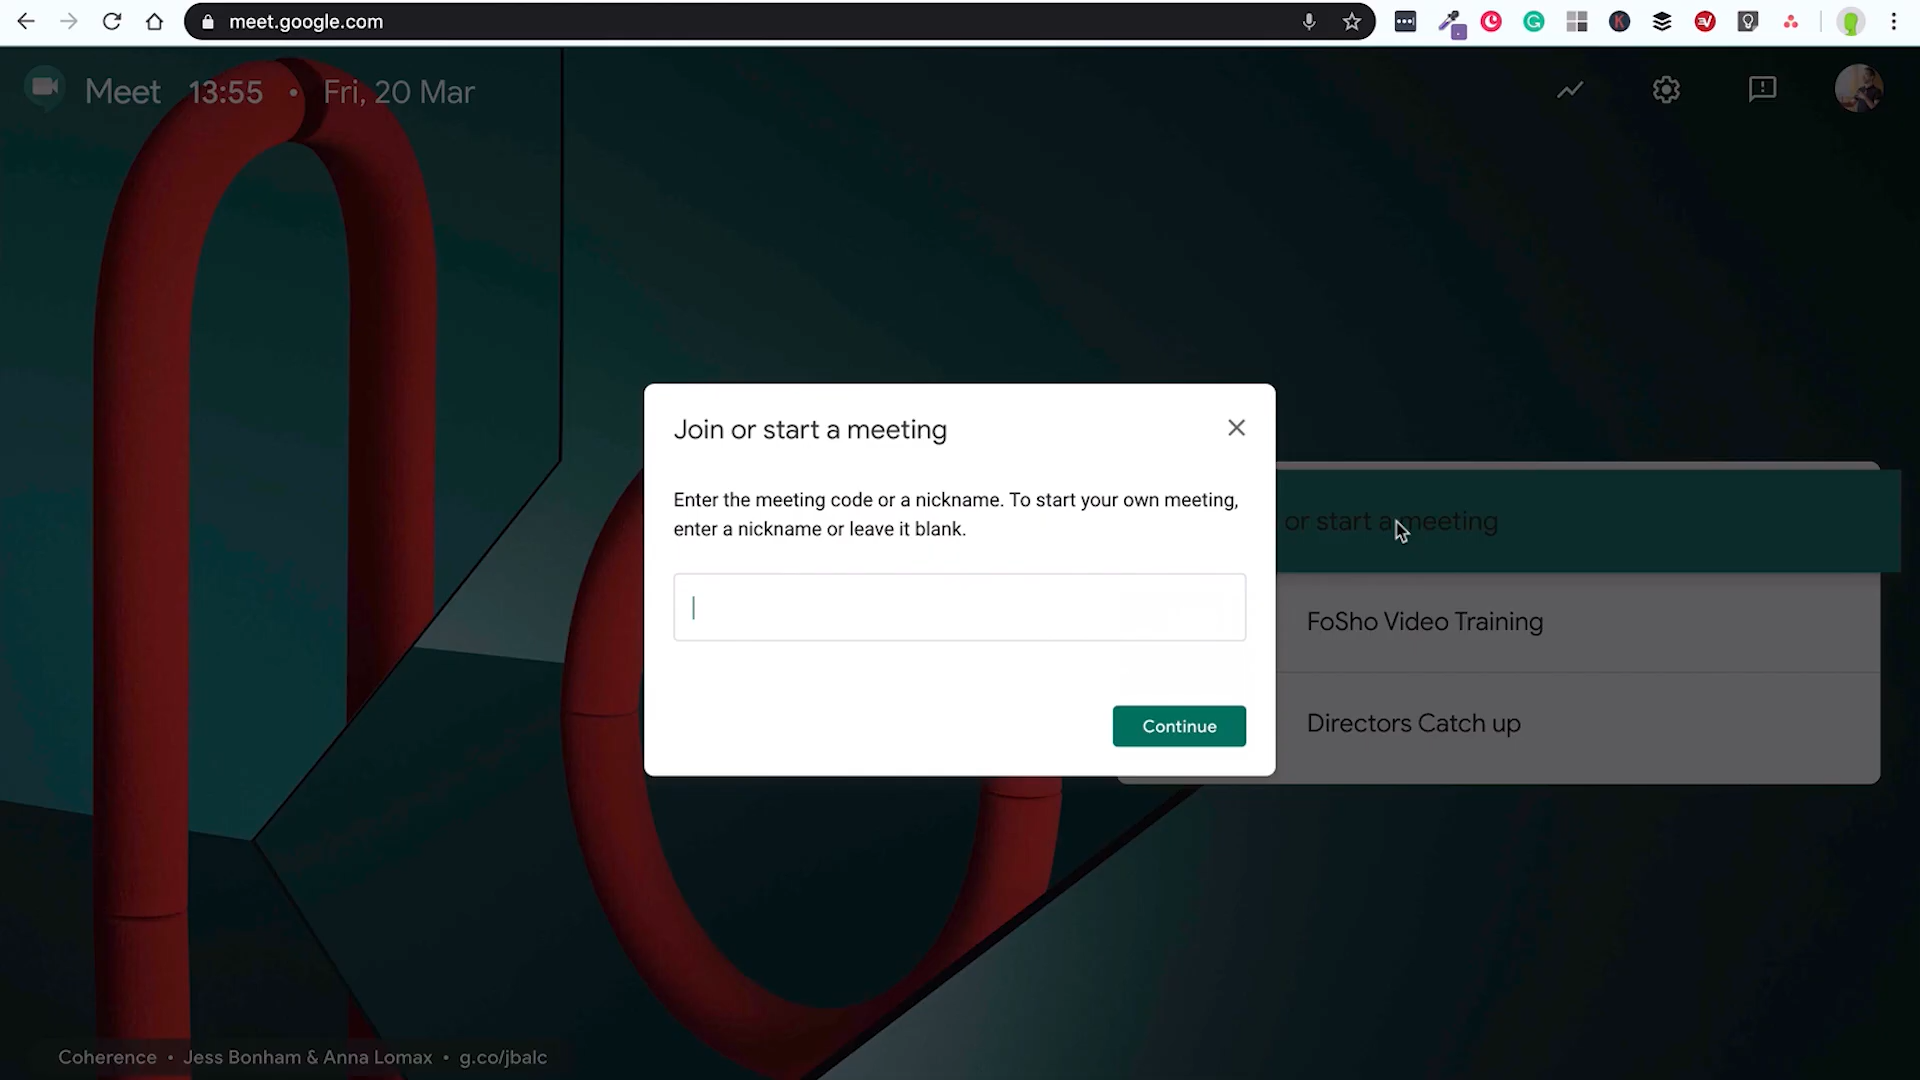 meet.google.com
Meet 13:55 • Fri, 20 Mar
Join or start a meeting
Enter the meeting code or a nickname. To start your own meeting,
enter a nickname or leave it blank.
or start a meeting
FoSho Video Training
Continue
Directors Catch up
Coherence • Jess Bonham & Anna Lomax • g.co/jbalc